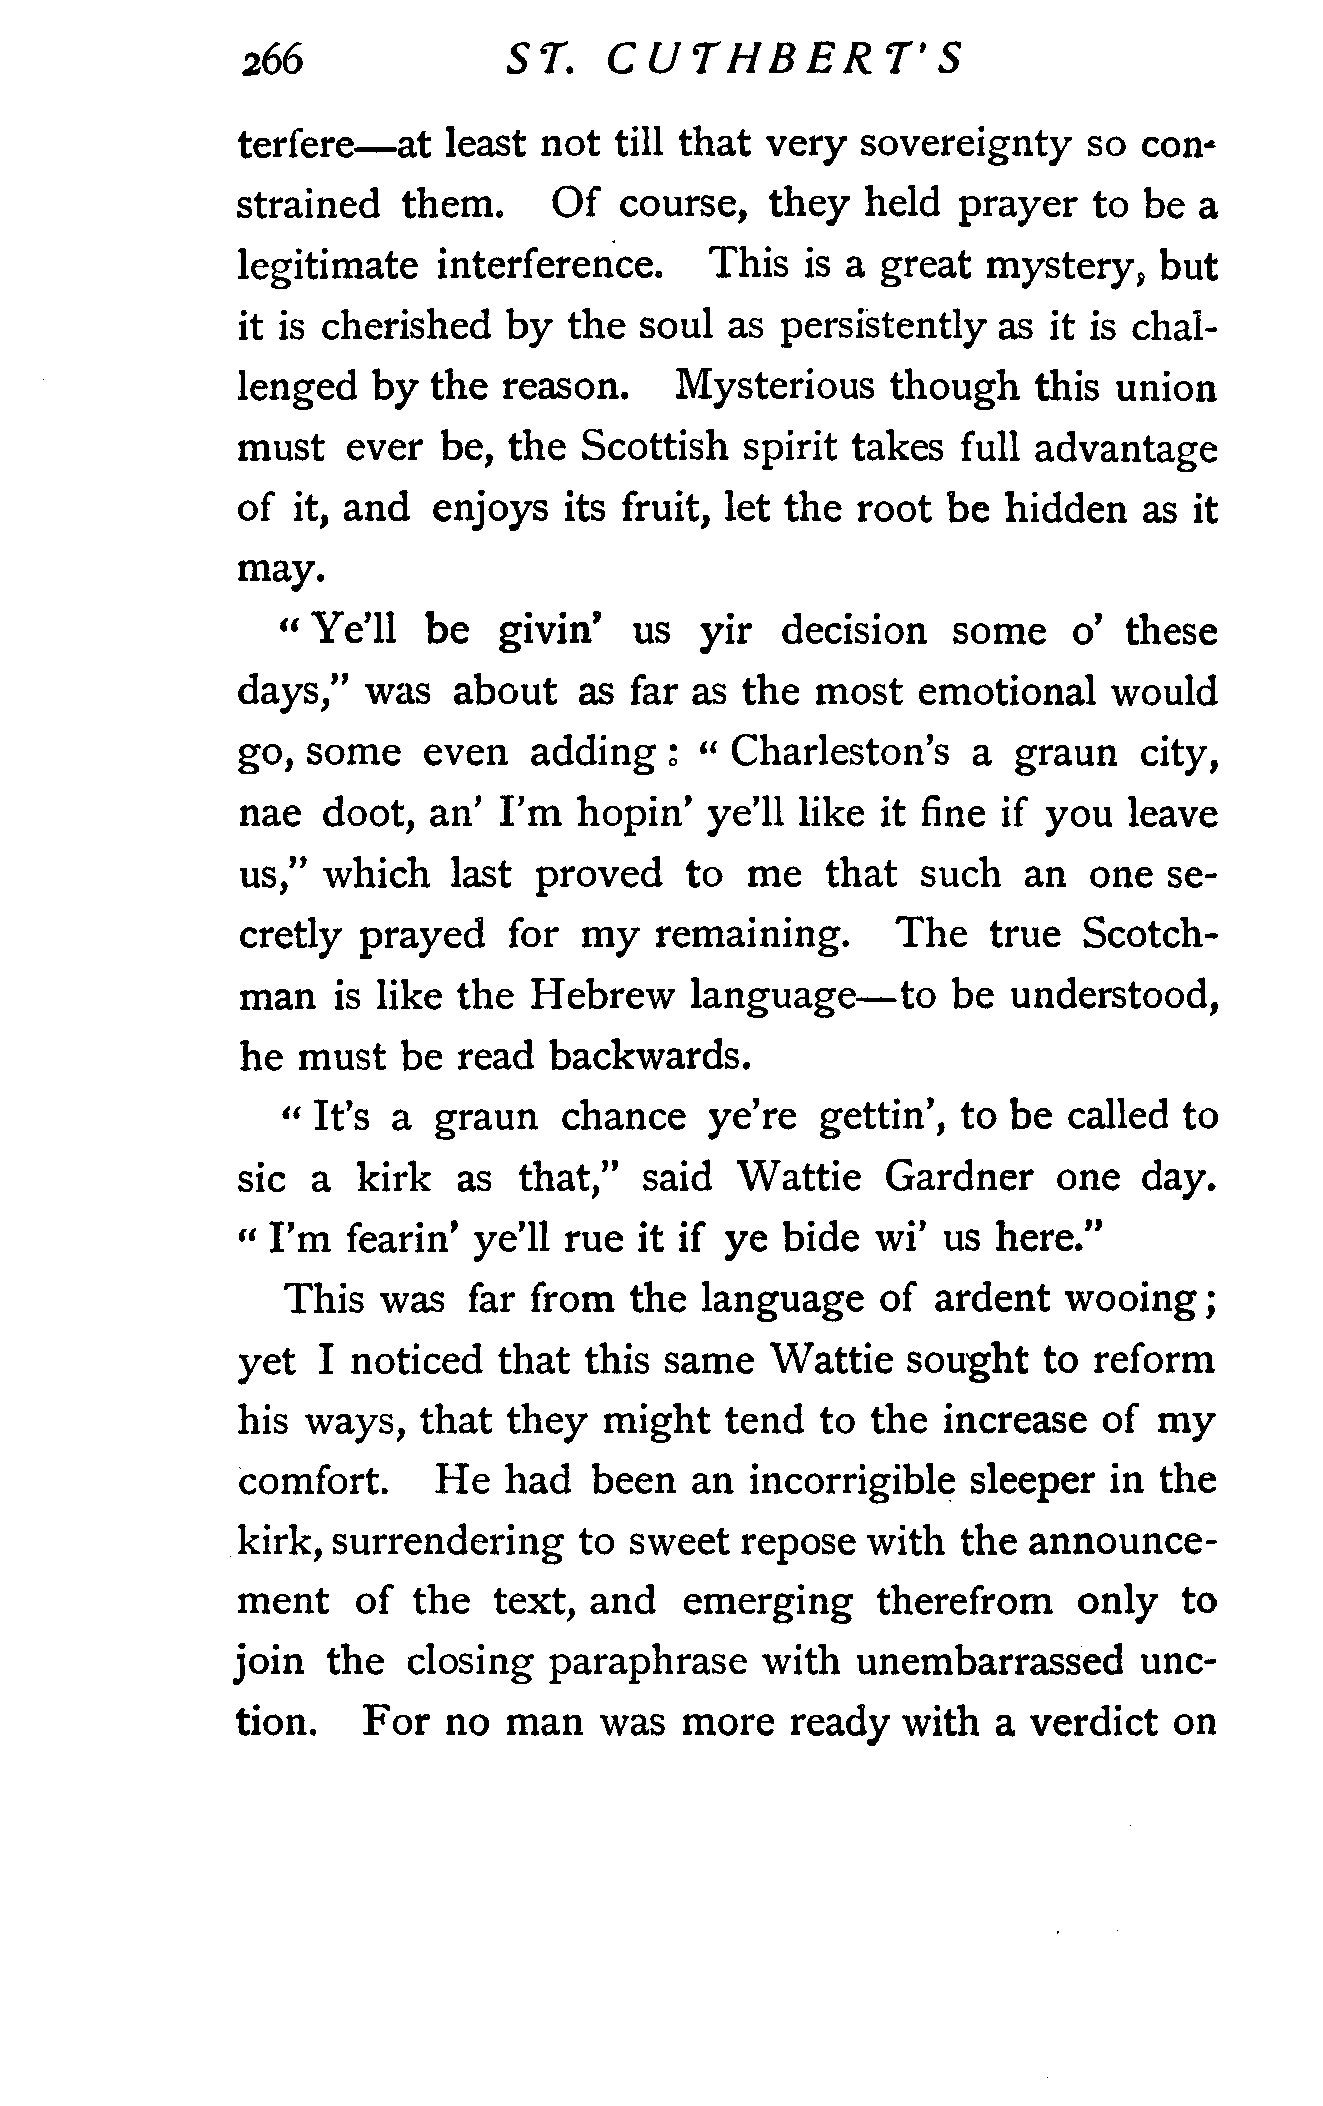 266 ST. CUTHBERT'S
terfere—at least not till that very sovereignty so con-
strained them. Of course, they held prayer to be a
legitimate interference. This is a great mystery, but
it is cherished by the soul as persistently as it is chal-
lenged by the reason. Mysterious though this union
must ever be, the Scottish spirit takes full advantage
of it, and enjoys its fruit, let the root be hidden as it
may.
“ Ye'll be givin' us yir decision some o' these
days,” was about as far as the most emotional would
go, some even adding: “ Charleston's a graun city,
nae doot, an' I'm hopin' ye'll like it fine if you leave
us,” which last proved to me that such an one se-
cretly prayed for my remaining. The true Scotch-
man is like the Hebrew language—to be understood,
he must be read backwards.
“ It's a graun chance ye're gettin', to be called to
sic a kirk as that,” said Wattie Gardner one day.
“ I'm fearin' ye'll rue it if ye bide wi' us here.”
This was far from the language of ardent wooing;
yet I noticed that this same Wattie sought to reform
his ways, that they might tend to the increase of my
comfort. He had been an incorrigible sleeper in the
kirk, surrendering to sweet repose with the announce-
ment of the text, and emerging therefrom only to
join the closing paraphrase with unembarrassed unc-
tion. For no man was more ready with a verdict on